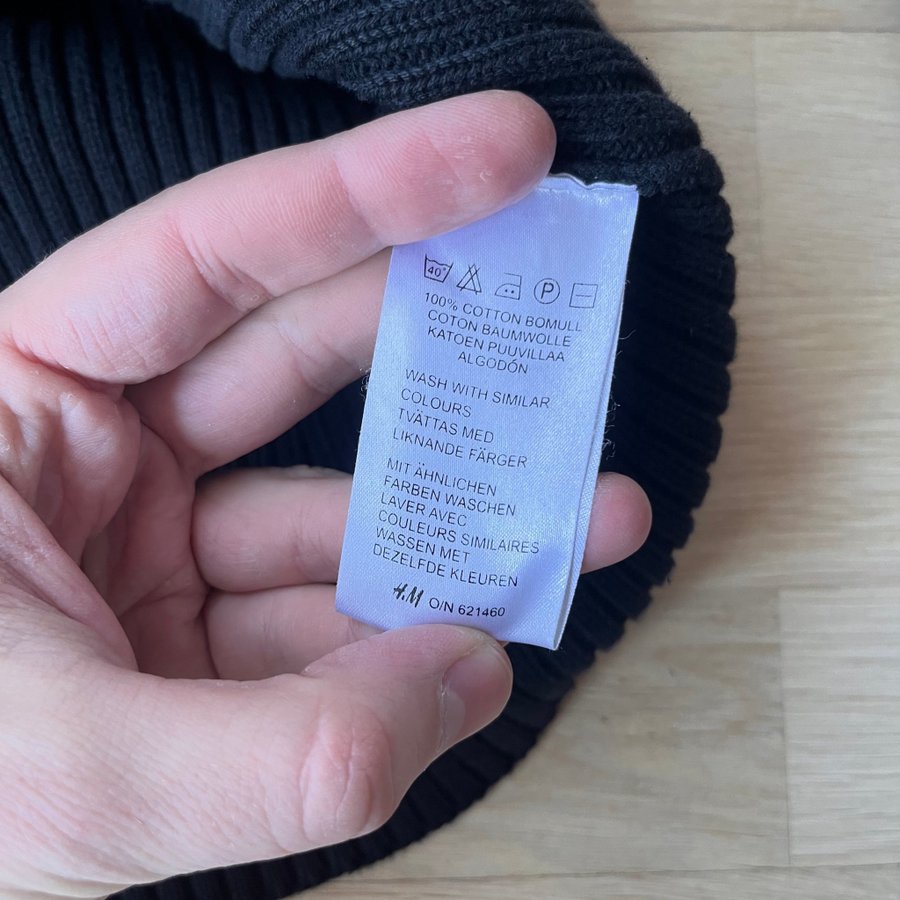 40°
P
100% COTTON BOMULL
COTON BAUMWOLLE
KATOEN PUUVILLAA
ALGODÓN
WASH WITH SIMILAR
COLOURS
TVÄTTAS MED
LIKNANDE FÄRGER
MIT ÄHNLICHEN
FARBEN WASCHEN
LAVER AVEC
COULEURS SIMILAIRES
WASSEN MET
DEZELFDE KLEUREN
H.M O/N 621460